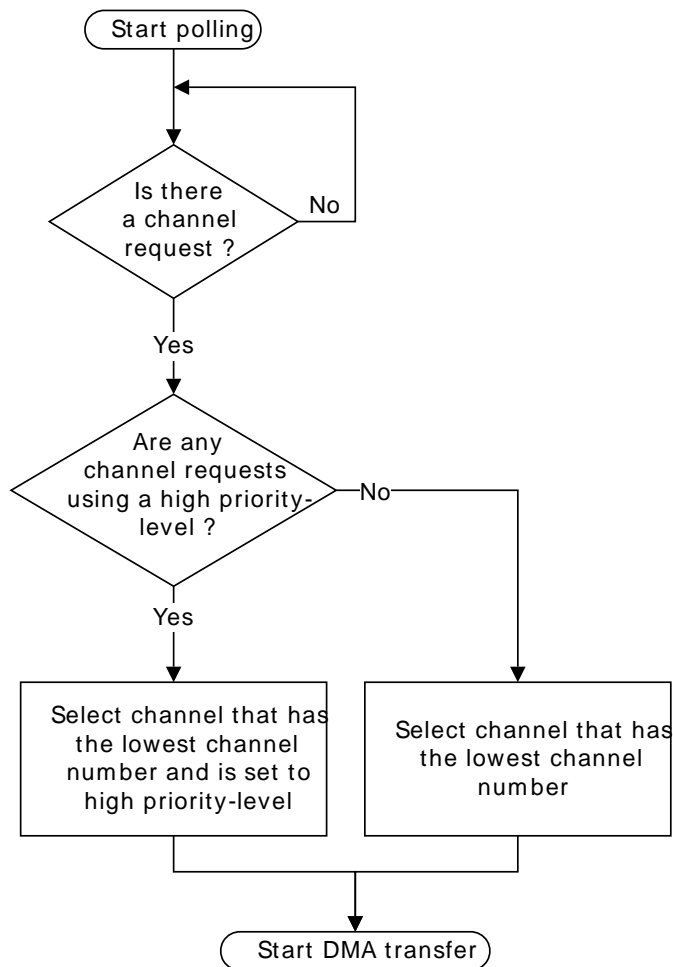 Start polling
Is there
a channel
request ?
No
Yes
Are any
channel requests
using a high priority-
level ?
No
Yes
Select channel that has
the lowest channel
number and is set to
high priority-level
Select channel that has
the lowest channel
number
Start DMA transfer